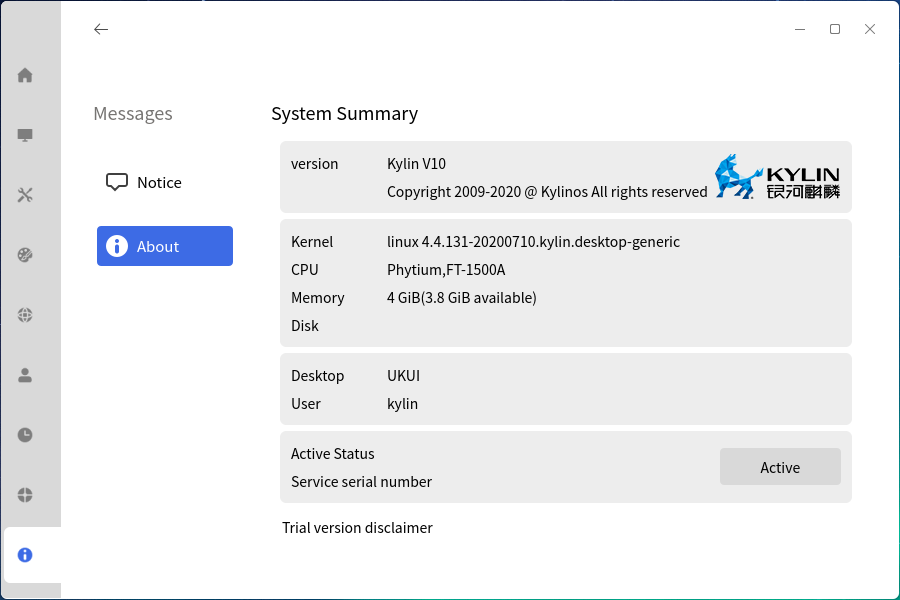 Messages
Notice
About
System Summary
version Kylin V10
Copyright 2009-2020 @ Kylinos All rights reserved
KYLIN
银河麒麟
Kernel linux 4.4.131-20200710.kylin.desktop-generic
CPU Phytium,FT-1500A
Memory 4 GiB(3.8 GiB available)
Disk
Desktop UKUI
User kylin
Active Status
Service serial number
Active
Trial version disclaimer